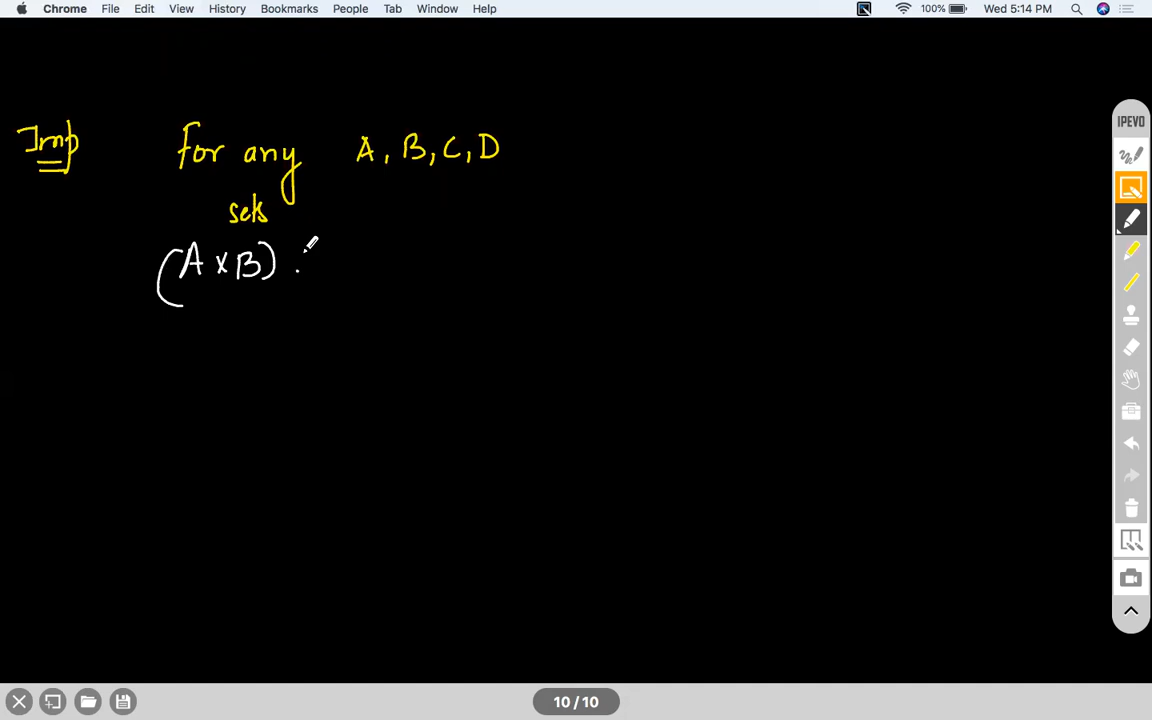 Chrome File Edit View History Bookmarks People Tab Window Help 100% Wed 5:14 PM
IPEVO
Imp For any A, B, C, D
sets
(A × B)
10 / 10